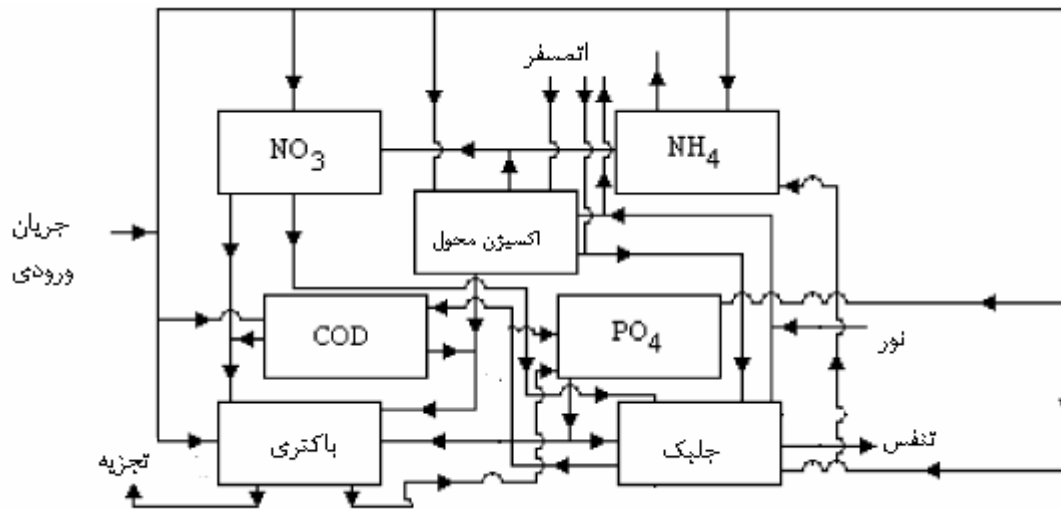 اتمسفر
NO3
NH4
جریان
ورودی
اکسیژن محول
COD
PO4
نور
باکتری
جلبک
تنفس
تجزیه